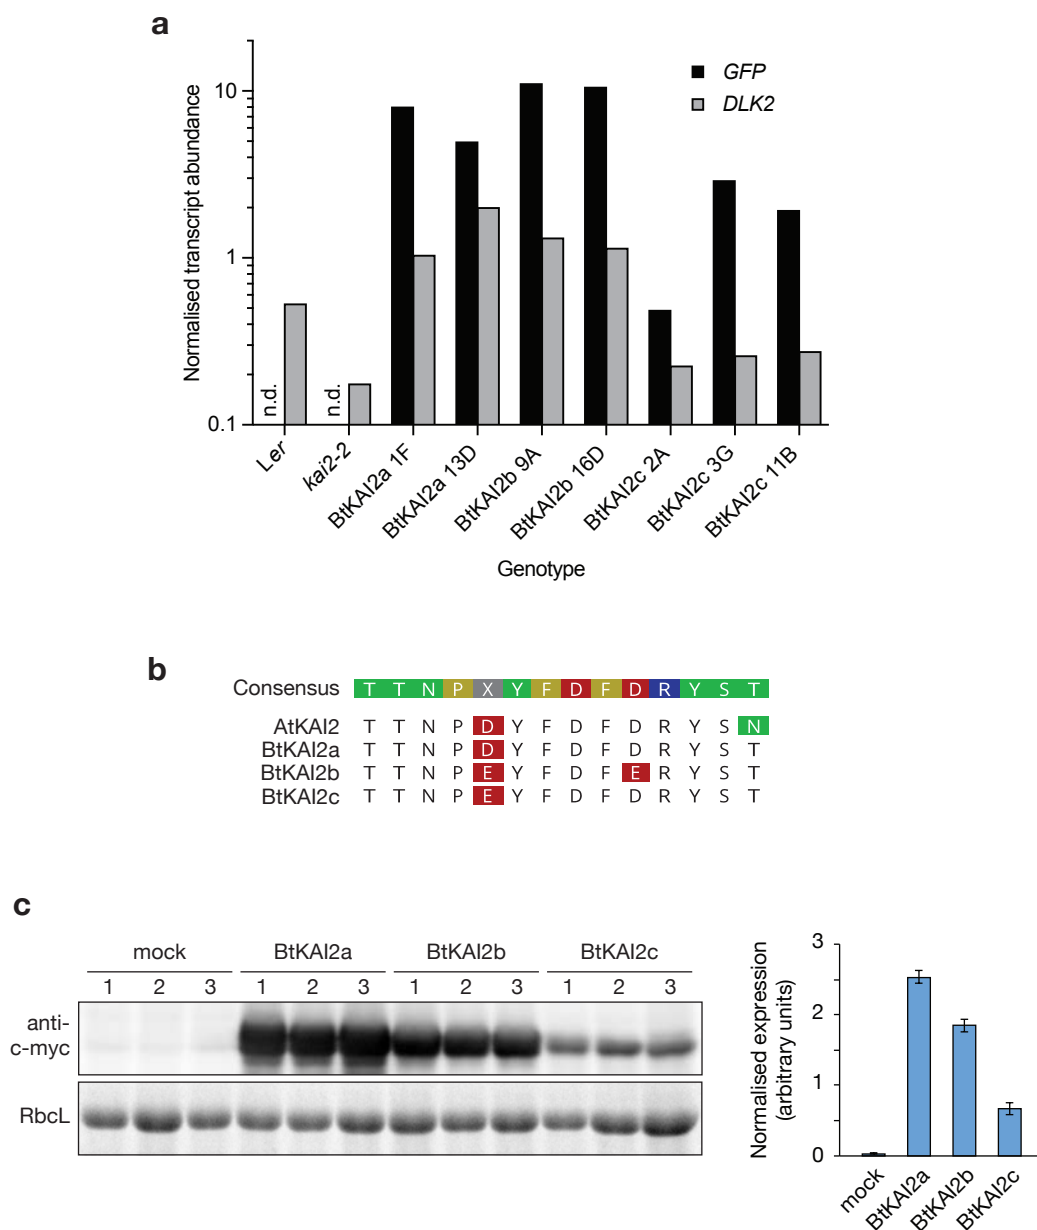 a
GFP
DLK2
Normalised transcript abundance
10
1
0.1
n.d.
n.d.
Ler
kai2-2
BtKAI2a 1F
BtKAI2a 13D
BtKAI2b 9A
BtKAI2b 16D
BtKAI2c 2A
BtKAI2c 3G
BtKAI2c 11B
Genotype
b
Consensus T T N P X Y F D F D R Y S T
AtKAI2 T T N P D Y F D F D R Y S N
BtKAI2a T T N P D Y F D F D R Y S T
BtKAI2b T T N P E Y F D F E R Y S T
BtKAI2c T T N P E Y F D F D R Y S T
c
mock BtKAI2a BtKAI2b BtKAI2c
1 2 3 1 2 3 1 2 3 1 2 3
anti-
c-myc
RbcL
Normalised expression
(arbitrary units)
3
2
1
0
mock
BtKAI2a
BtKAI2b
BtKAI2c